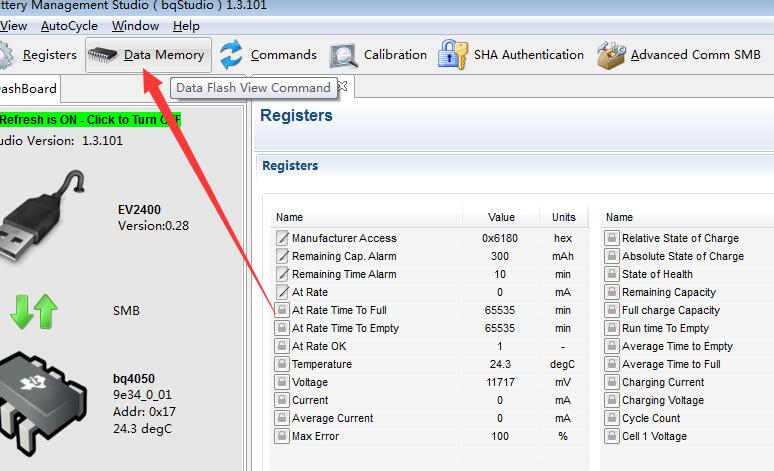 ttery Management Studio ( bqStudio ) 1.3.101
View AutoCycle Window Help
Registers Data Memory Commands Calibration SHA Authentication Advanced Comm SMB
Data Flash View Command
ashBoard
Refresh is ON - Click to Turn OFF
udio Version: 1.3.101
EV2400
Version:0.28
SMB
bq4050
9e34_0_01
Addr: 0x17
24.3 degC
Registers
Registers
Name Value Units
Manufacturer Access 0x6180 hex
Remaining Cap. Alarm 300 mAh
Remaining Time Alarm 10 min
At Rate 0 mA
At Rate Time To Full 65535 min
At Rate Time To Empty 65535 min
At Rate OK 1 -
Temperature 24.3 degC
Voltage 11717 mV
Current 0 mA
Average Current 0 mA
Max Error 100 %
Name
Relative State of Charge
Absolute State of Charge
State of Health
Remaining Capacity
Full charge Capacity
Run time To Empty
Average Time to Empty
Average Time to Full
Charging Current
Charging Voltage
Cycle Count
Cell 1 Voltage